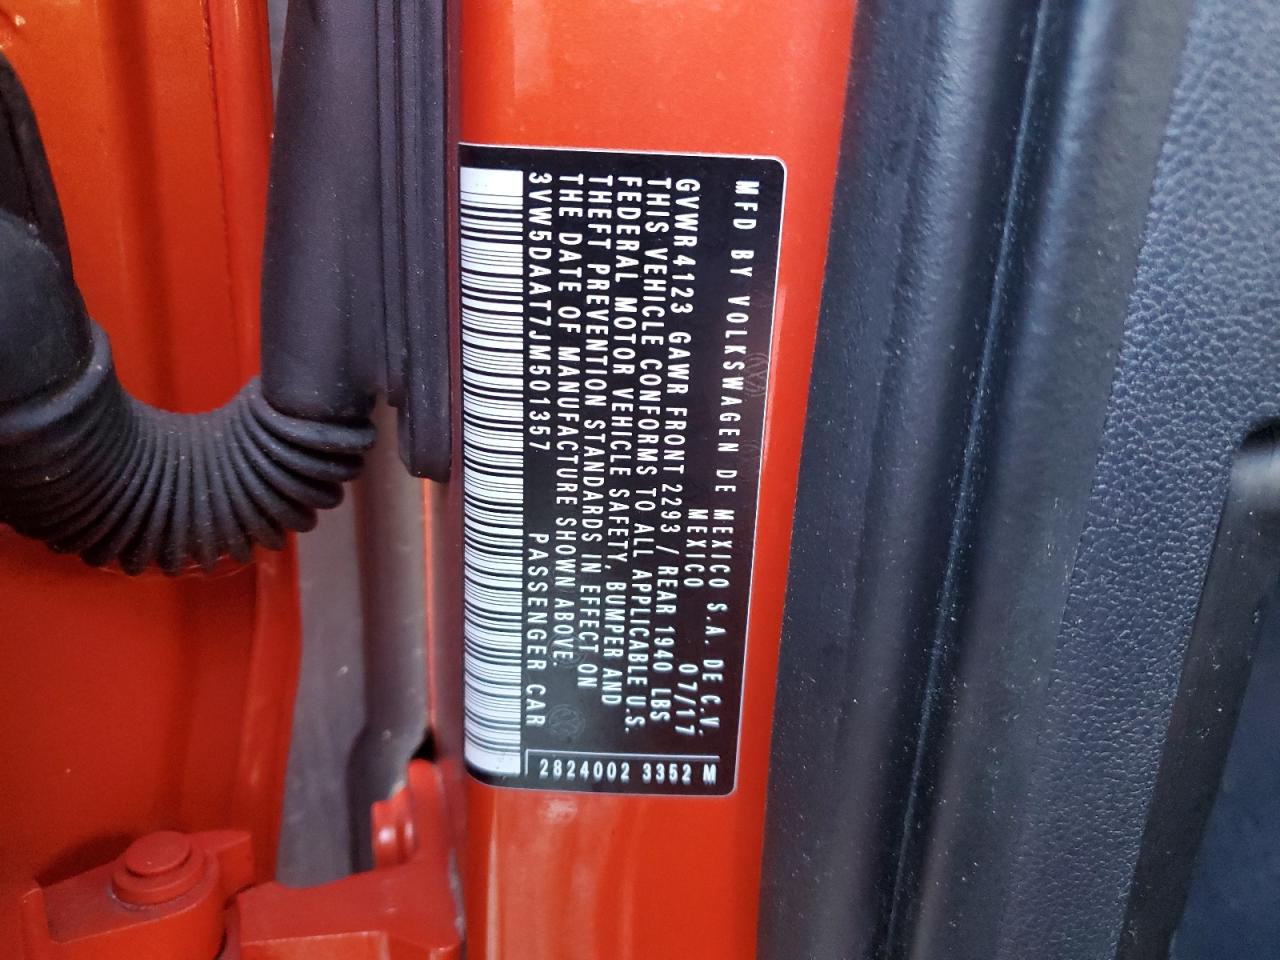 MFD BY VOLKSWAGEN DE MEXICO S.A. DE C.V.
MEXICO 07/17
GVWR 4123 GAWR FRONT 2293 / REAR 1940 LBS
THIS VEHICLE CONFORMS TO ALL APPLICABLE U.S.
FEDERAL MOTOR VEHICLE SAFETY, BUMPER AND
THEFT PREVENTION STANDARDS IN EFFECT ON
THE DATE OF MANUFACTURE SHOWN ABOVE.
3VW5DAAT7JM501357 PASSENGER CAR
2824002 3352 M